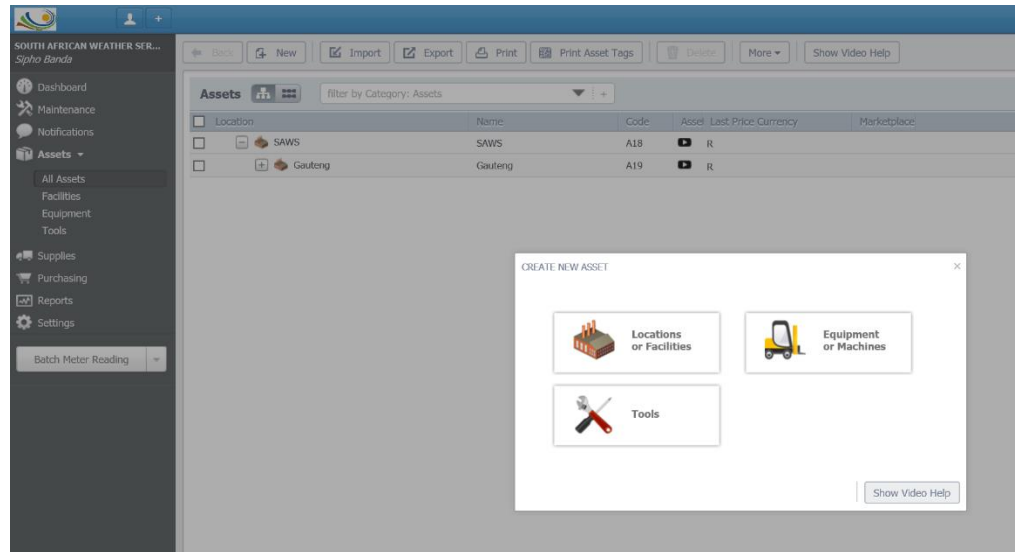 SOUTH AFRICAN WEATHER SER...
Sipho Banda
Dashboard
Maintenance
Notifications
Assets
All Assets
Facilities
Equipment
Tools
Supplies
Purchasing
Reports
Settings
Batch Meter Reading
Back New Import Export Print Print Asset Tags Delete More Show Video Help
Assets filter by Category: Assets +
Location Name Code Asset Last Price Currency Marketplace
SAWS SAWS A18 R
Gauteng Gauteng A19 R
CREATE NEW ASSET ×
Locations
or Facilities
Equipment
or Machines
Tools
Show Video Help